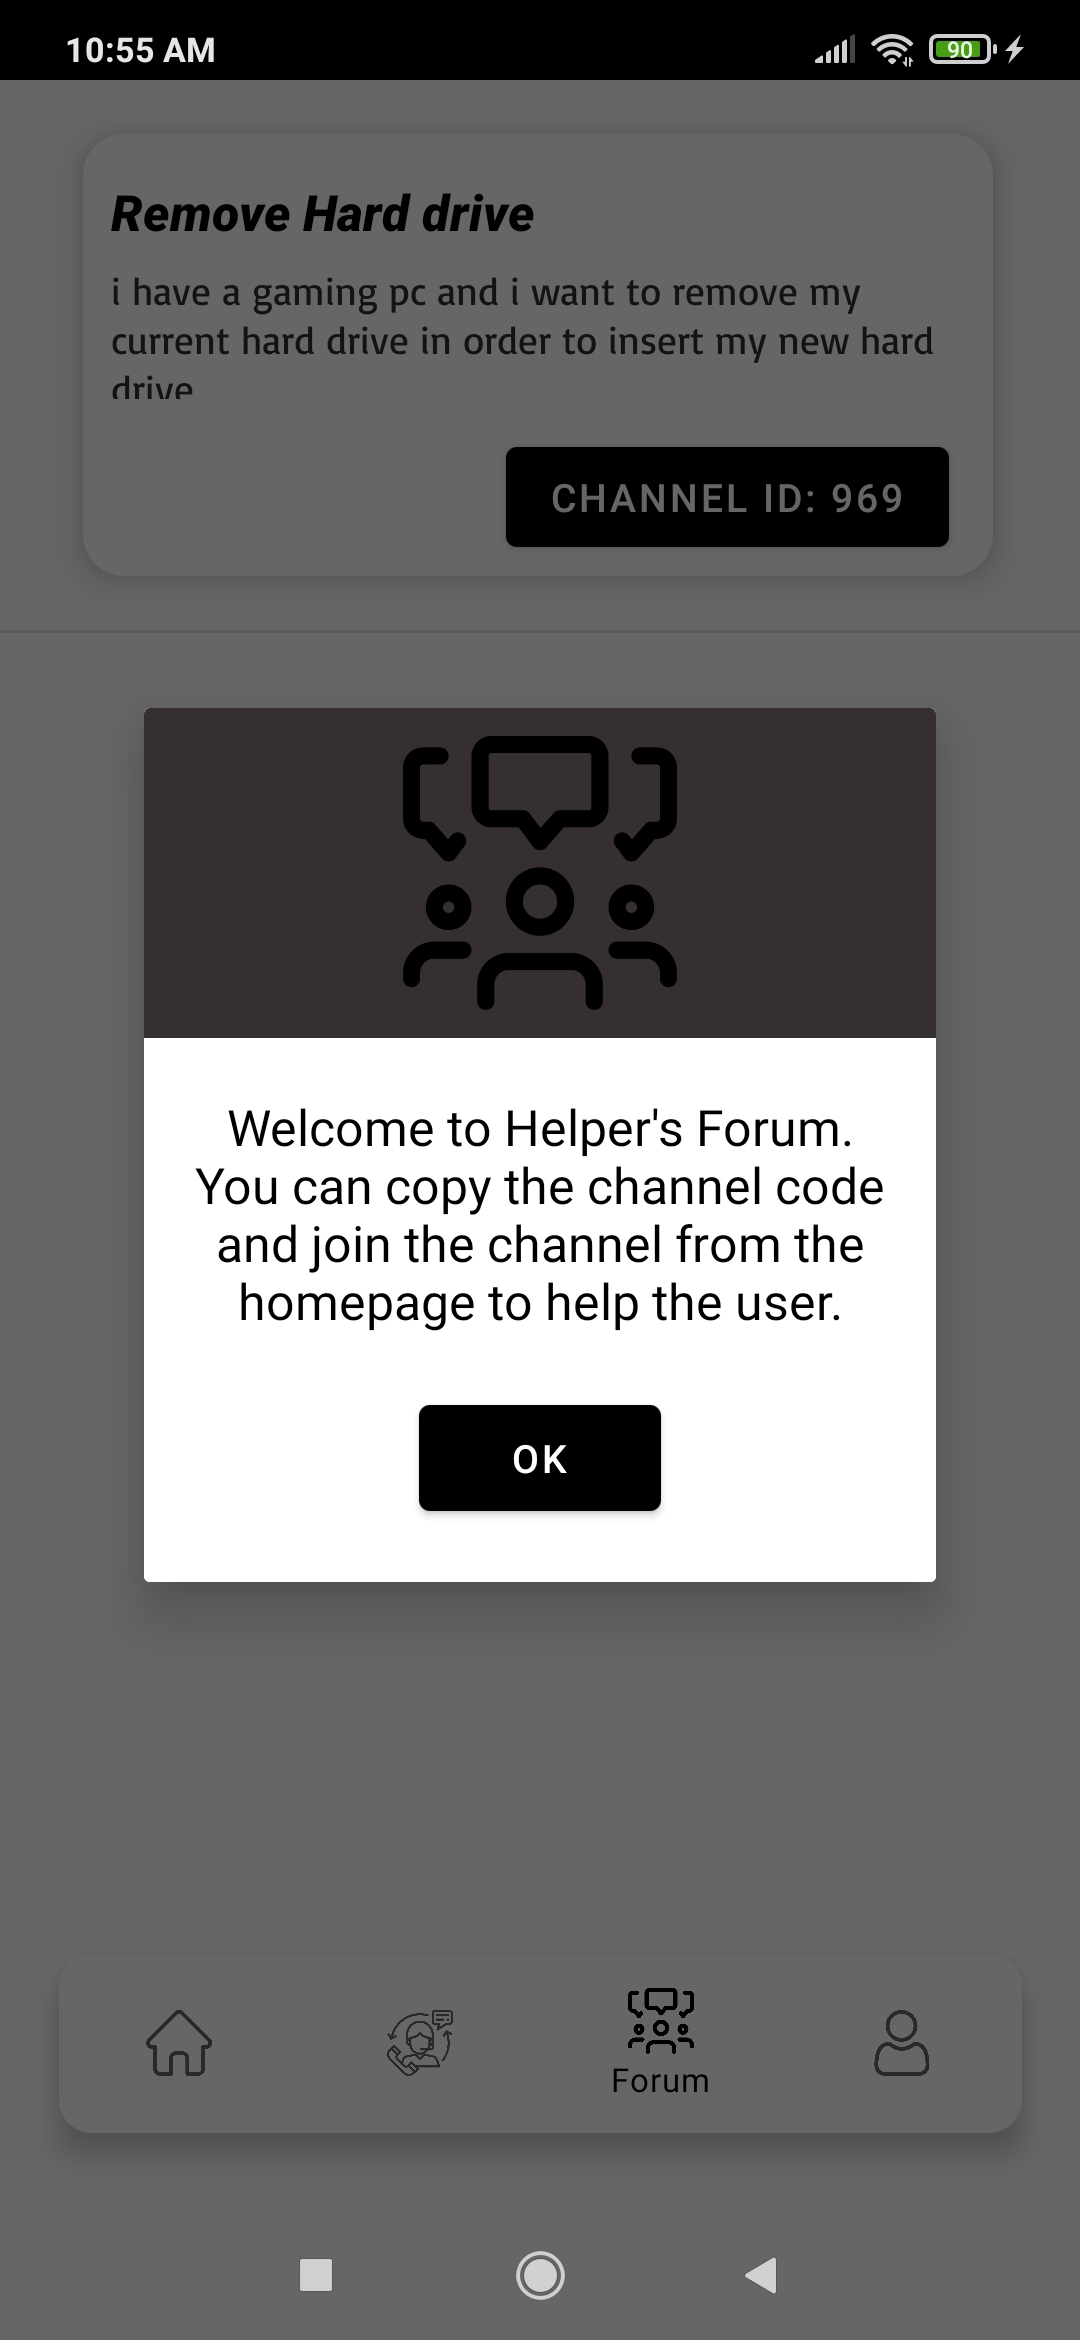 10:55 AM
90
Remove Hard drive
i have a gaming pc and i want to remove my
current hard drive in order to insert my new hard
drive
CHANNEL ID: 969
Welcome to Helper's Forum.
You can copy the channel code
and join the channel from the
homepage to help the user.
OK
Forum